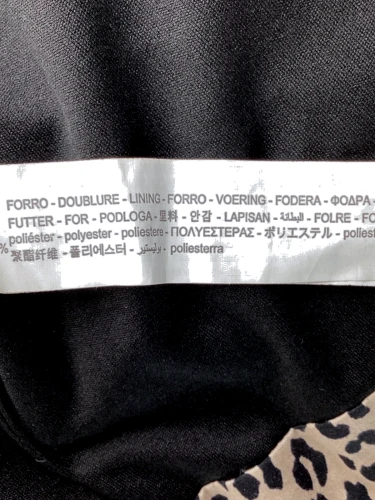 FORRO - DOUBLURE - LINING - FORRO - VOERING - FODERA - ΦΟΔΡΑ -
FUTTER - FOR - PODLOGA - 里料 - 안감 - LAPISAN - البطانة - FOLRE - FO
% poliéster - polyester - poliestere - ΠΟΛΥΕΣΤΕΡΑΣ - ポリエステル - poliest
聚酯纤维 - 폴리에스터 - بوليستير - poliesterra